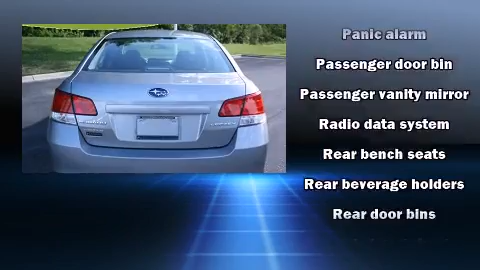 Panic alarm
Passenger door bin
Passenger vanity mirror
Radio data system
Rear bench seats
Rear beverage holders
Rear door bins